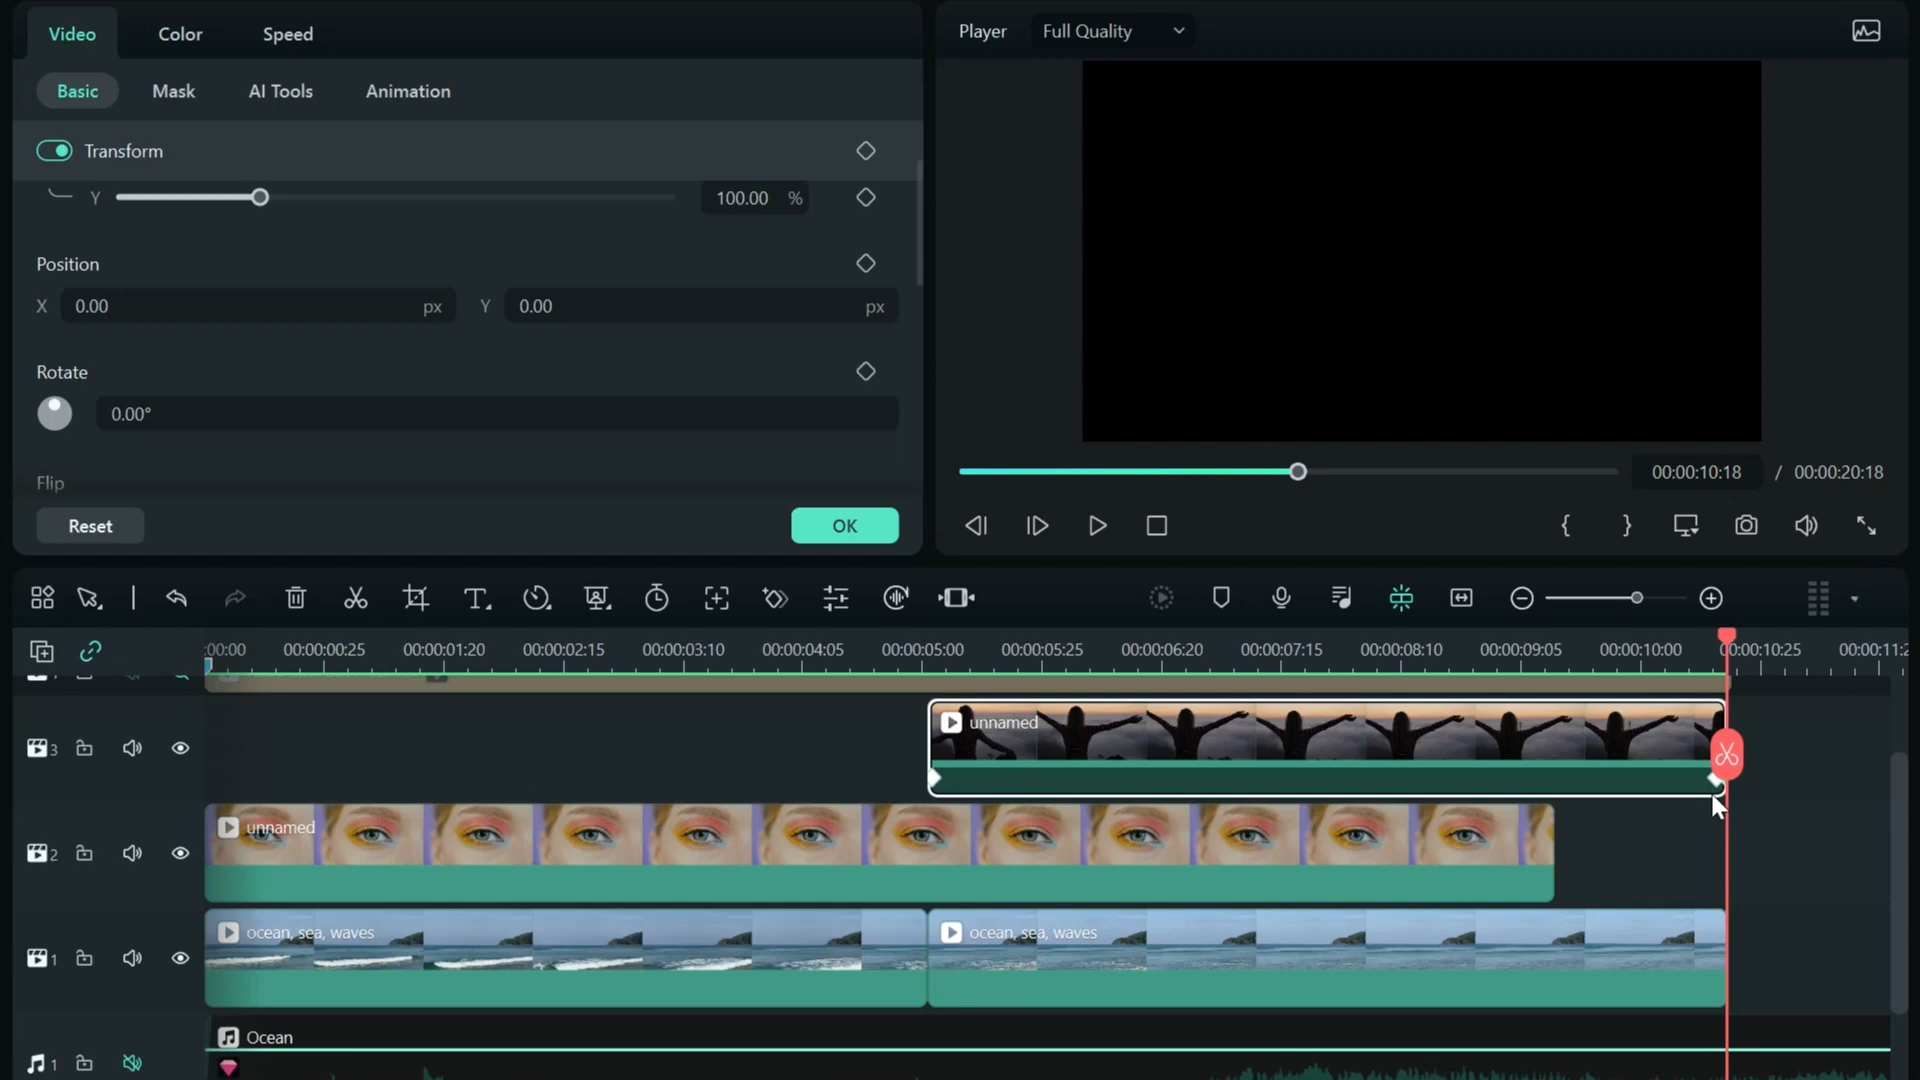 Video Color Speed
Basic Mask AI Tools Animation
Transform
Y 100.00 %
Position
X 0.00 px Y 0.00 px
Rotate
0.00°
Flip
Reset OK
Player Full Quality
00:00:10:18 / 00:00:20:18
:00:00 00:00:00:25 00:00:01:20 00:00:02:15 00:00:03:10 00:00:04:05 00:00:05:00 00:00:05:25 00:00:06:20 00:00:07:15 00:00:08:10 00:00:09:05 00:00:10:00 00:00:10:25 00:00:11:2
3 unnamed
2 unnamed
1 ocean, sea, waves ocean, sea, waves
Ocean
1